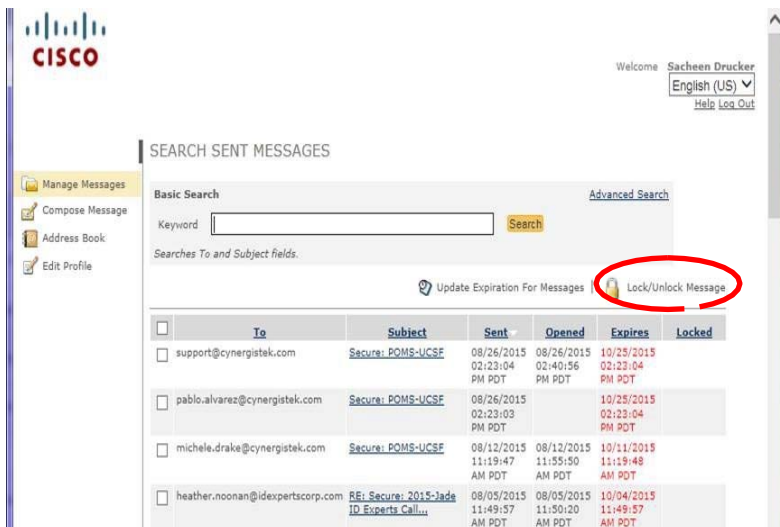 CISCO
Welcome Sacheen Drucker
English (US)
Help Log Out
SEARCH SENT MESSAGES
Manage Messages
Compose Message
Address Book
Edit Profile
Basic Search Advanced Search
Keyword Search
Searches To and Subject fields.
Update Expiration For Messages | Lock/Unlock Message
To Subject Sent Opened Expires Locked
support@cynergistek.com Secure: POMS-UCSF 08/26/2015 08/26/2015 10/25/2015
02:23:04 02:40:56 02:23:04
PM PDT PM PDT PM PDT
pablo.alvarez@cynergistek.com Secure: POMS-UCSF 08/26/2015 10/25/2015
02:23:03 02:23:04
PM PDT PM PDT
michele.drake@cynergistek.com Secure: POMS-UCSF 08/12/2015 08/12/2015 10/11/2015
11:19:47 11:55:50 11:19:48
AM PDT AM PDT AM PDT
heather.noonan@idexpertscorp.com RE: Secure: 2015-Jade 08/05/2015 08/05/2015 10/04/2015
ID Experts Call... 11:49:57 11:50:20 11:49:57
AM PDT AM PDT AM PDT